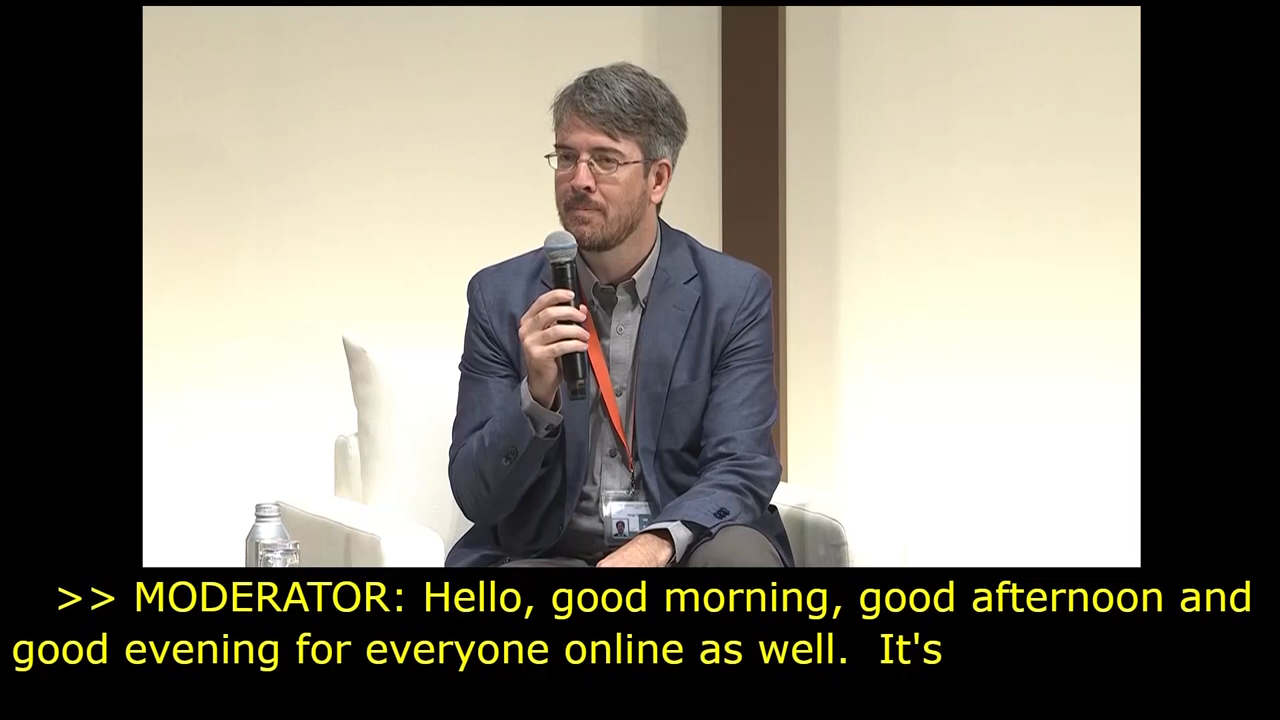 >> MODERATOR: Hello, good morning, good afternoon and
good evening for everyone online as well. It's